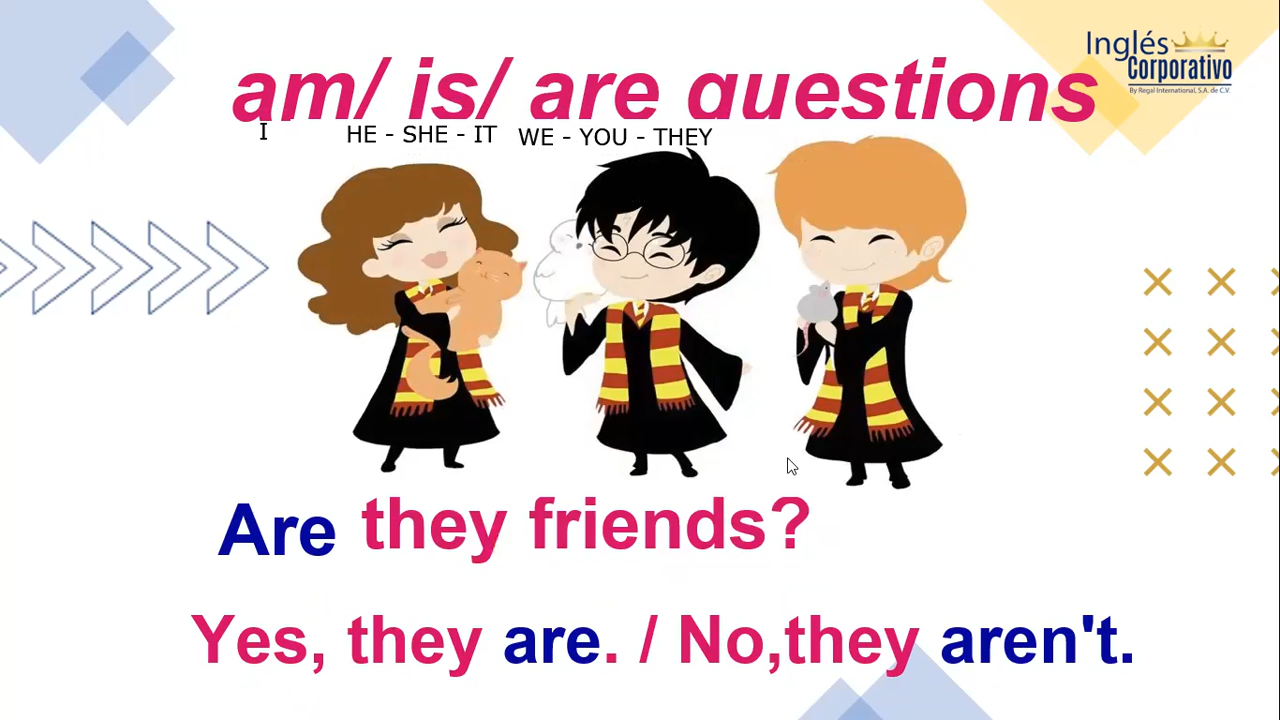 Inglés
Corporativo
By Regal International, S.A. de C.V.
am/ is/ are questions
I HE - SHE - IT WE - YOU - THEY
Are they friends?
Yes, they are. / No,they aren't.